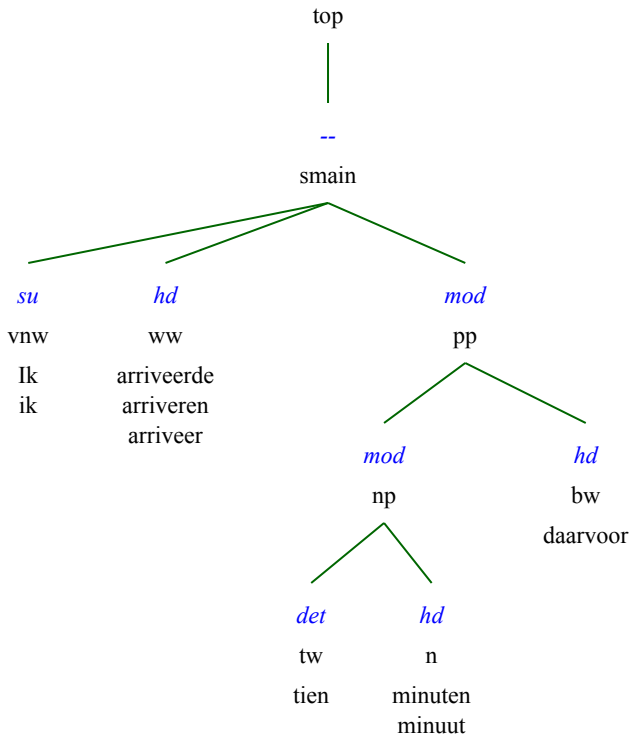 top
--
smain
su hd mod
vnw ww pp
Ik arriveerde
ik arriveren
arriveer
mod hd
np bw
daarvoor
det hd
tw n
tien minuten
minuut